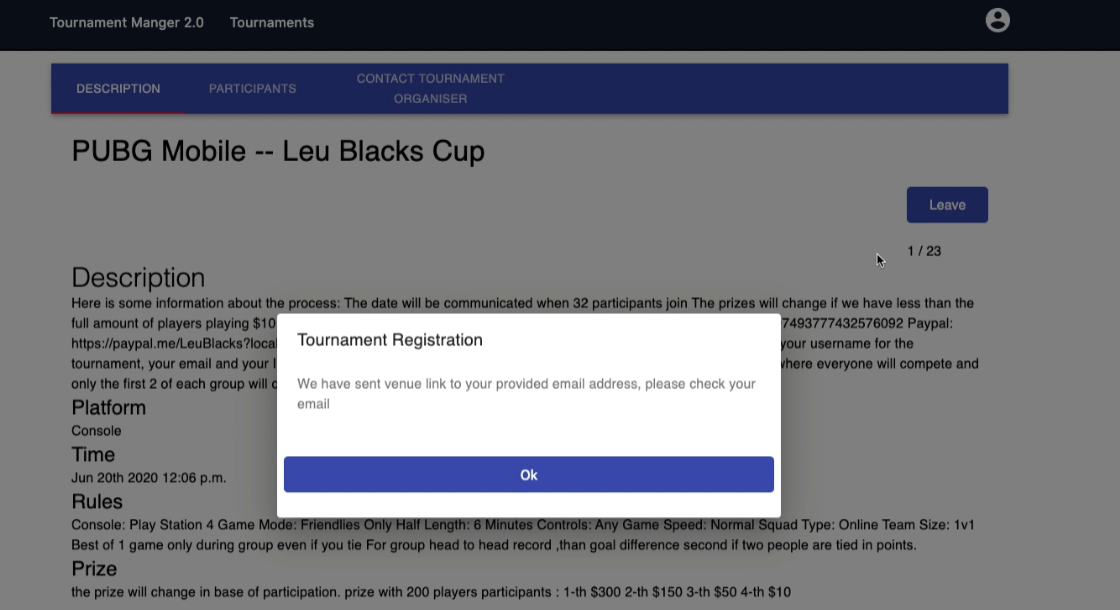 Tournament Manger 2.0 Tournaments
DESCRIPTION PARTICIPANTS CONTACT TOURNAMENT
ORGANISER
PUBG Mobile -- Leu Blacks Cup
Leave
1 / 23
Description
Here is some information about the process: The date will be communicated when 32 participants join The prizes will change if we have less than the
full amount of players playing $10 7493777432576092 Paypal:
https://paypal.me/LeuBlacks?loca your username for the
tournament, your email and your where everyone will compete and
only the first 2 of each group will
Tournament Registration
We have sent venue link to your provided email address, please check your
email
Ok
Platform
Console
Time
Jun 20th 2020 12:06 p.m.
Rules
Console: Play Station 4 Game Mode: Friendlies Only Half Length: 6 Minutes Controls: Any Game Speed: Normal Squad Type: Online Team Size: 1v1
Best of 1 game only during group even if you tie For group head to head record ,than goal difference second if two people are tied in points.
Prize
the prize will change in base of participation. prize with 200 players participants : 1-th $300 2-th $150 3-th $50 4-th $10